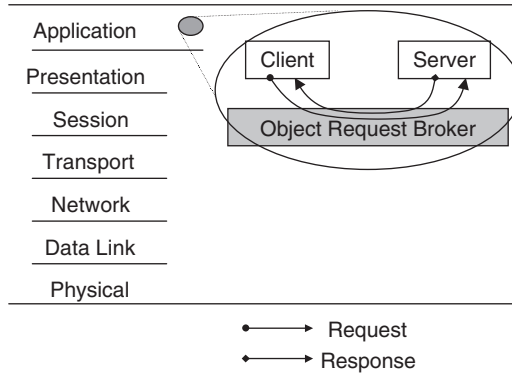 Application
Presentation
Session
Transport
Network
Data Link
Physical
Client
Server
Object Request Broker
Request
Response